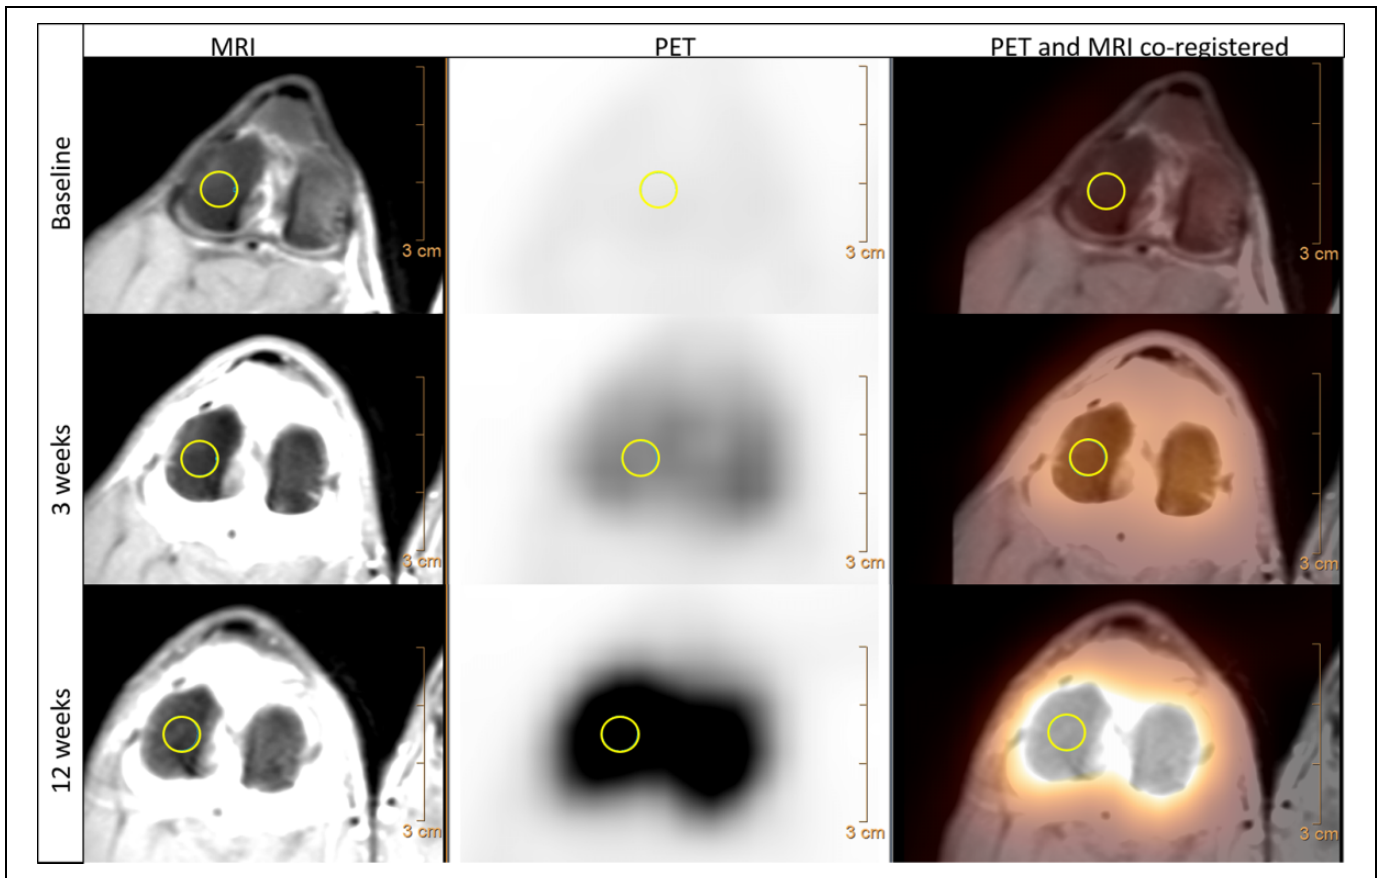 MRI PET PET and MRI co-registered
Baseline
3 cm 3 cm 3 cm
3 weeks
3 cm 3 cm 3 cm
12 weeks
3 cm 3 cm 3 cm